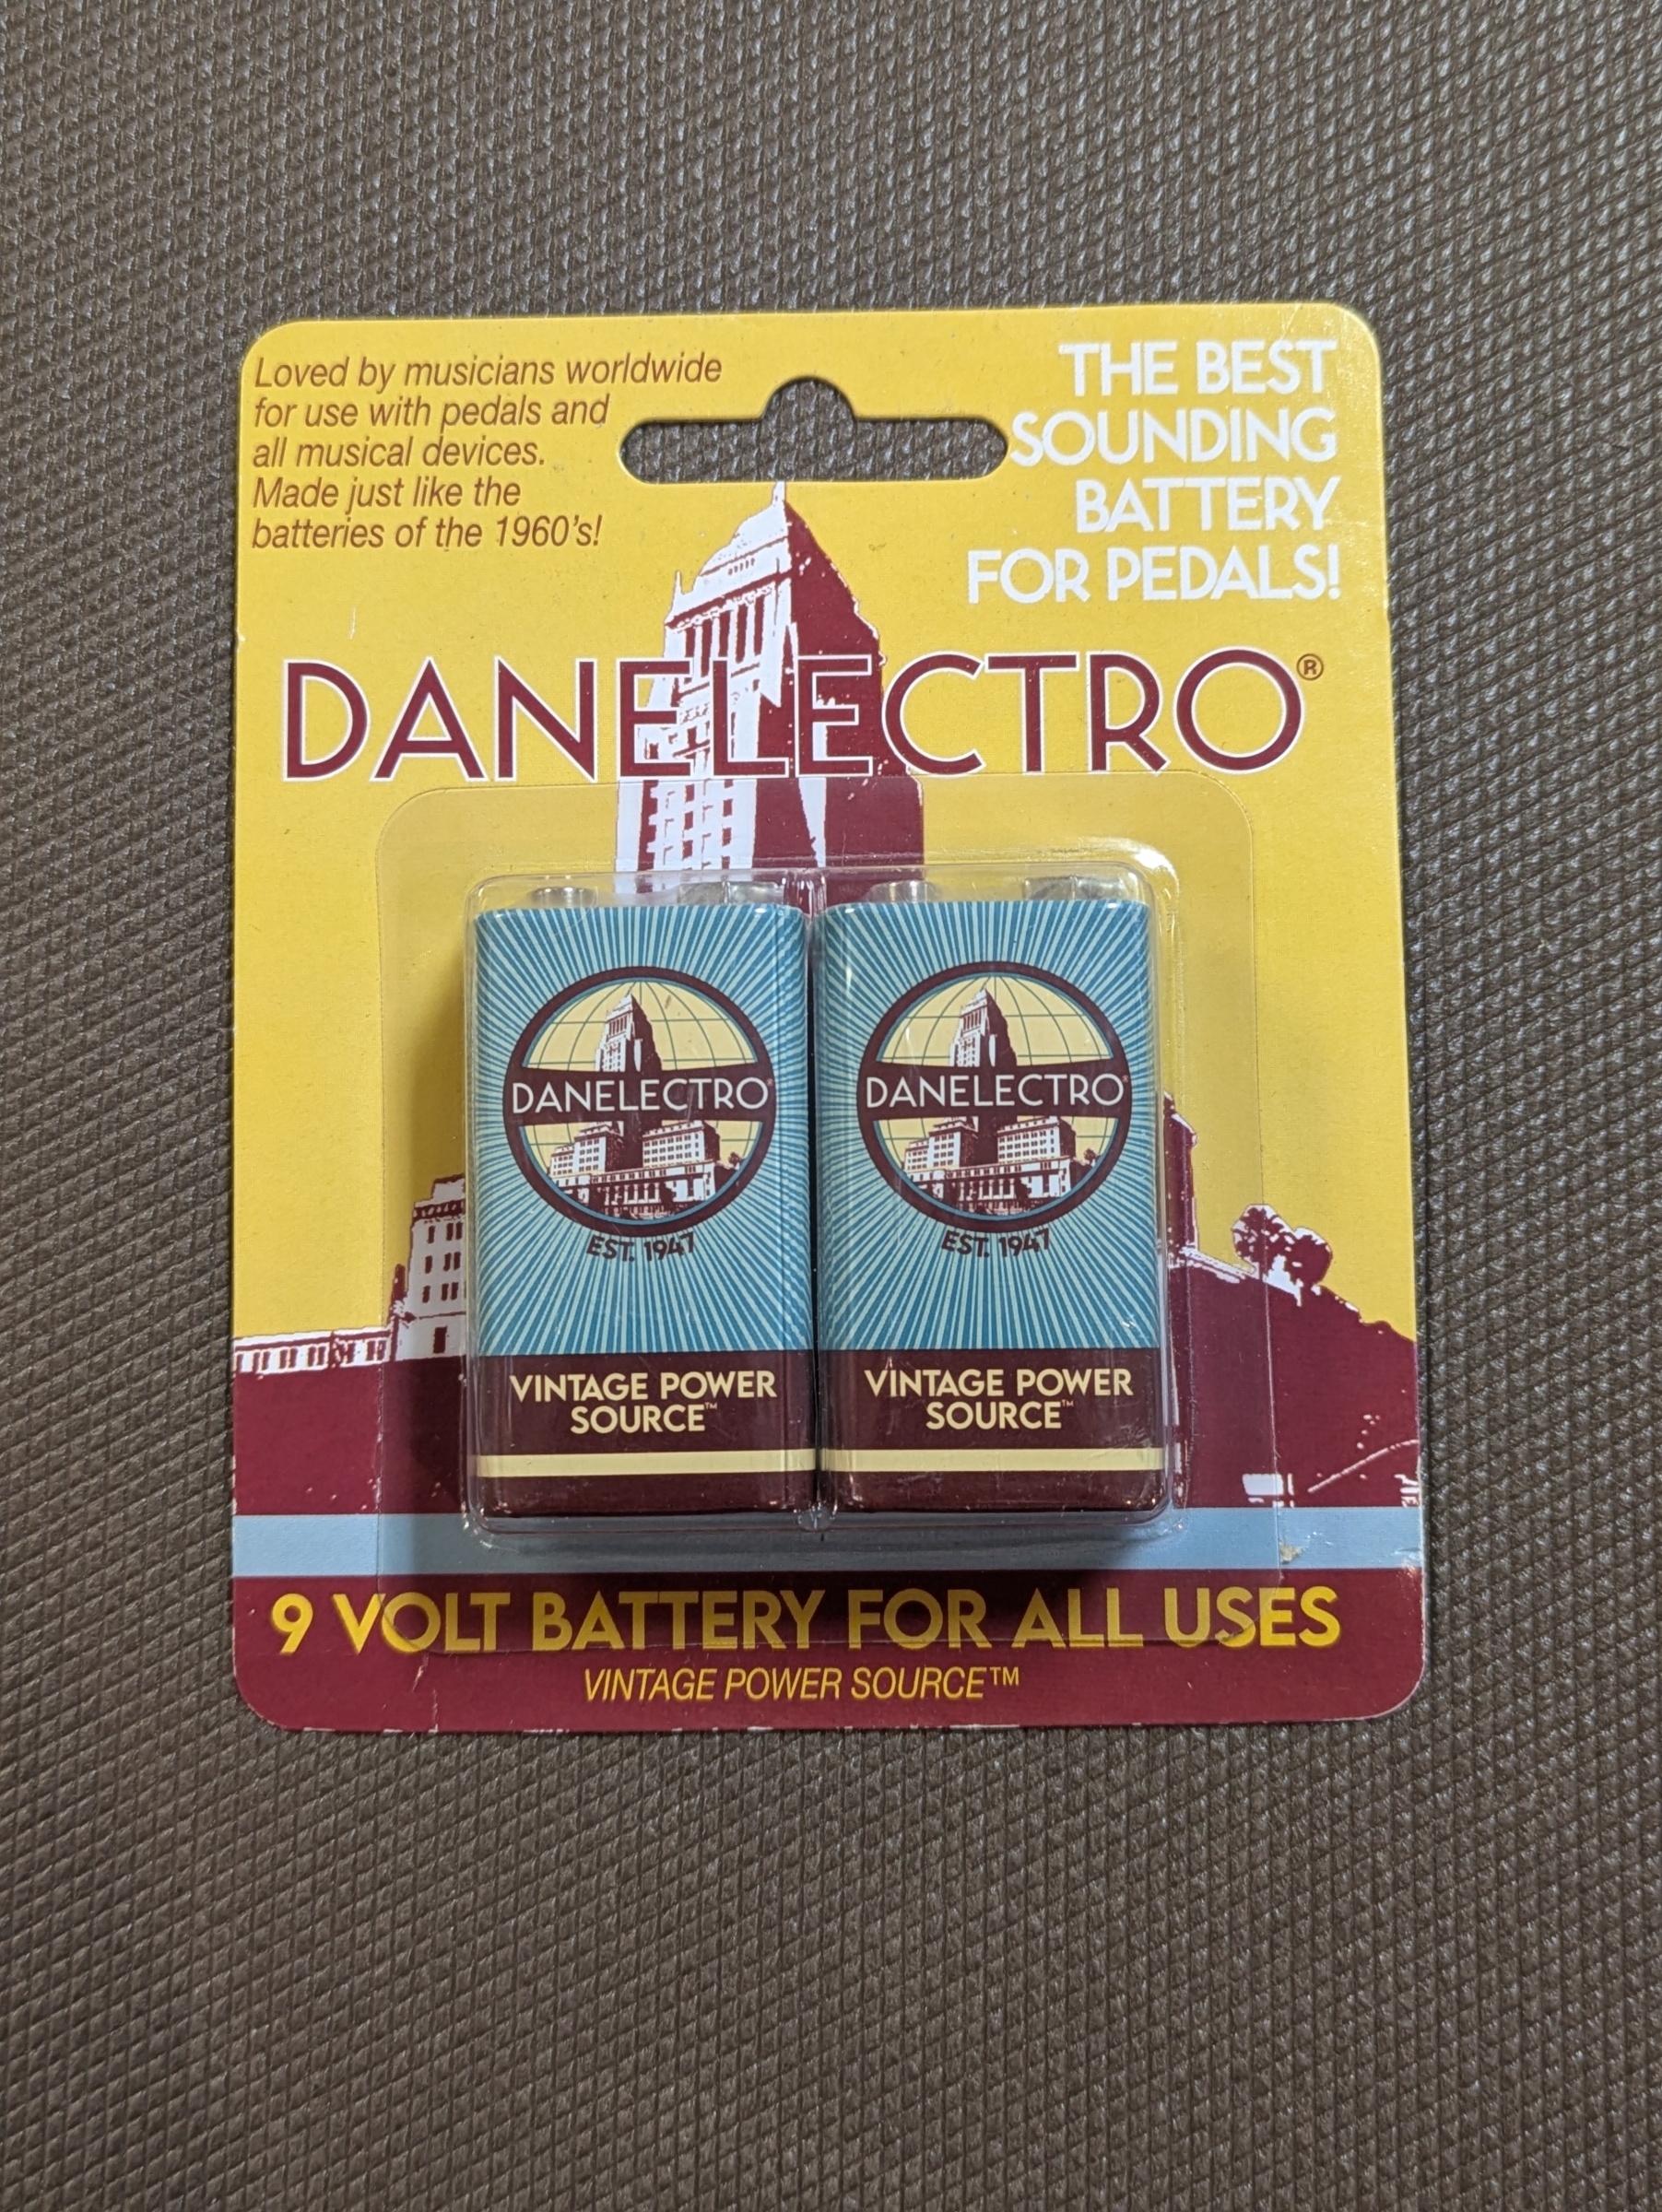 Loved by musicians worldwide
for use with pedals and
all musical devices.
Made just like the
batteries of the 1960's!
THE BEST
SOUNDING
BATTERY
FOR PEDALS!
DANELECTRO®
DANELECTRO®
EST. 1947
VINTAGE POWER
SOURCE™
DANELECTRO®
EST. 1947
VINTAGE POWER
SOURCE™
9 VOLT BATTERY FOR ALL USES
VINTAGE POWER SOURCE™